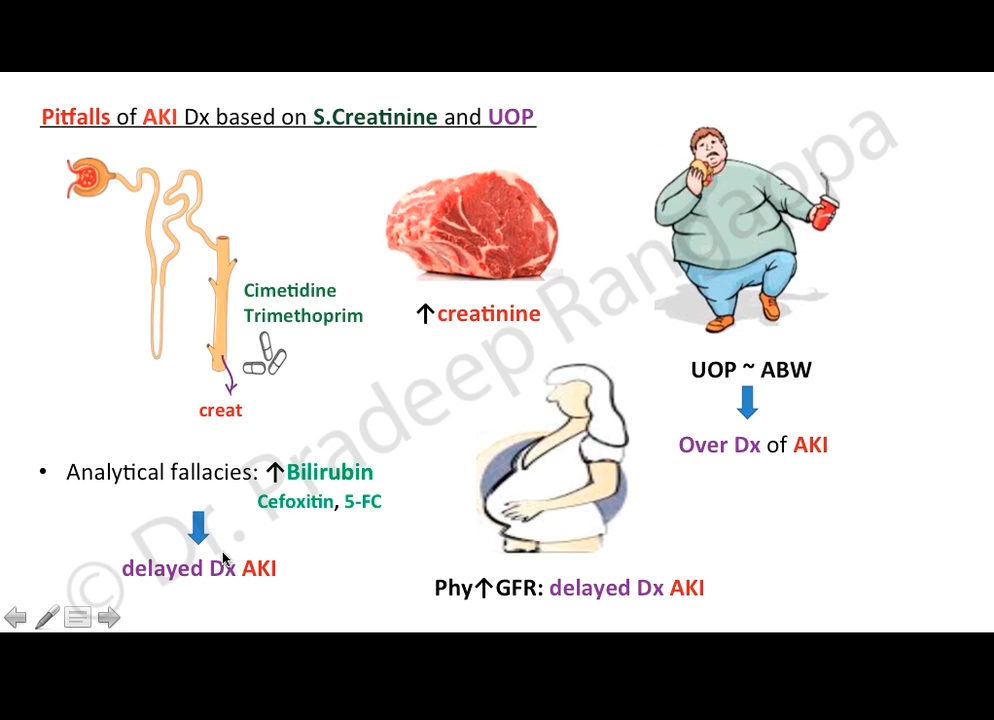 Pitfalls of AKI Dx based on S.Creatinine and UOP
Cimetidine
Trimethoprim
creat
↑creatinine
UOP ~ ABW
Over Dx of AKI
• Analytical fallacies: ↑Bilirubin
Cefoxitin, 5-FC
delayed Dx AKI
Phy↑GFR: delayed Dx AKI
© Dr. Pradeep Rangappa